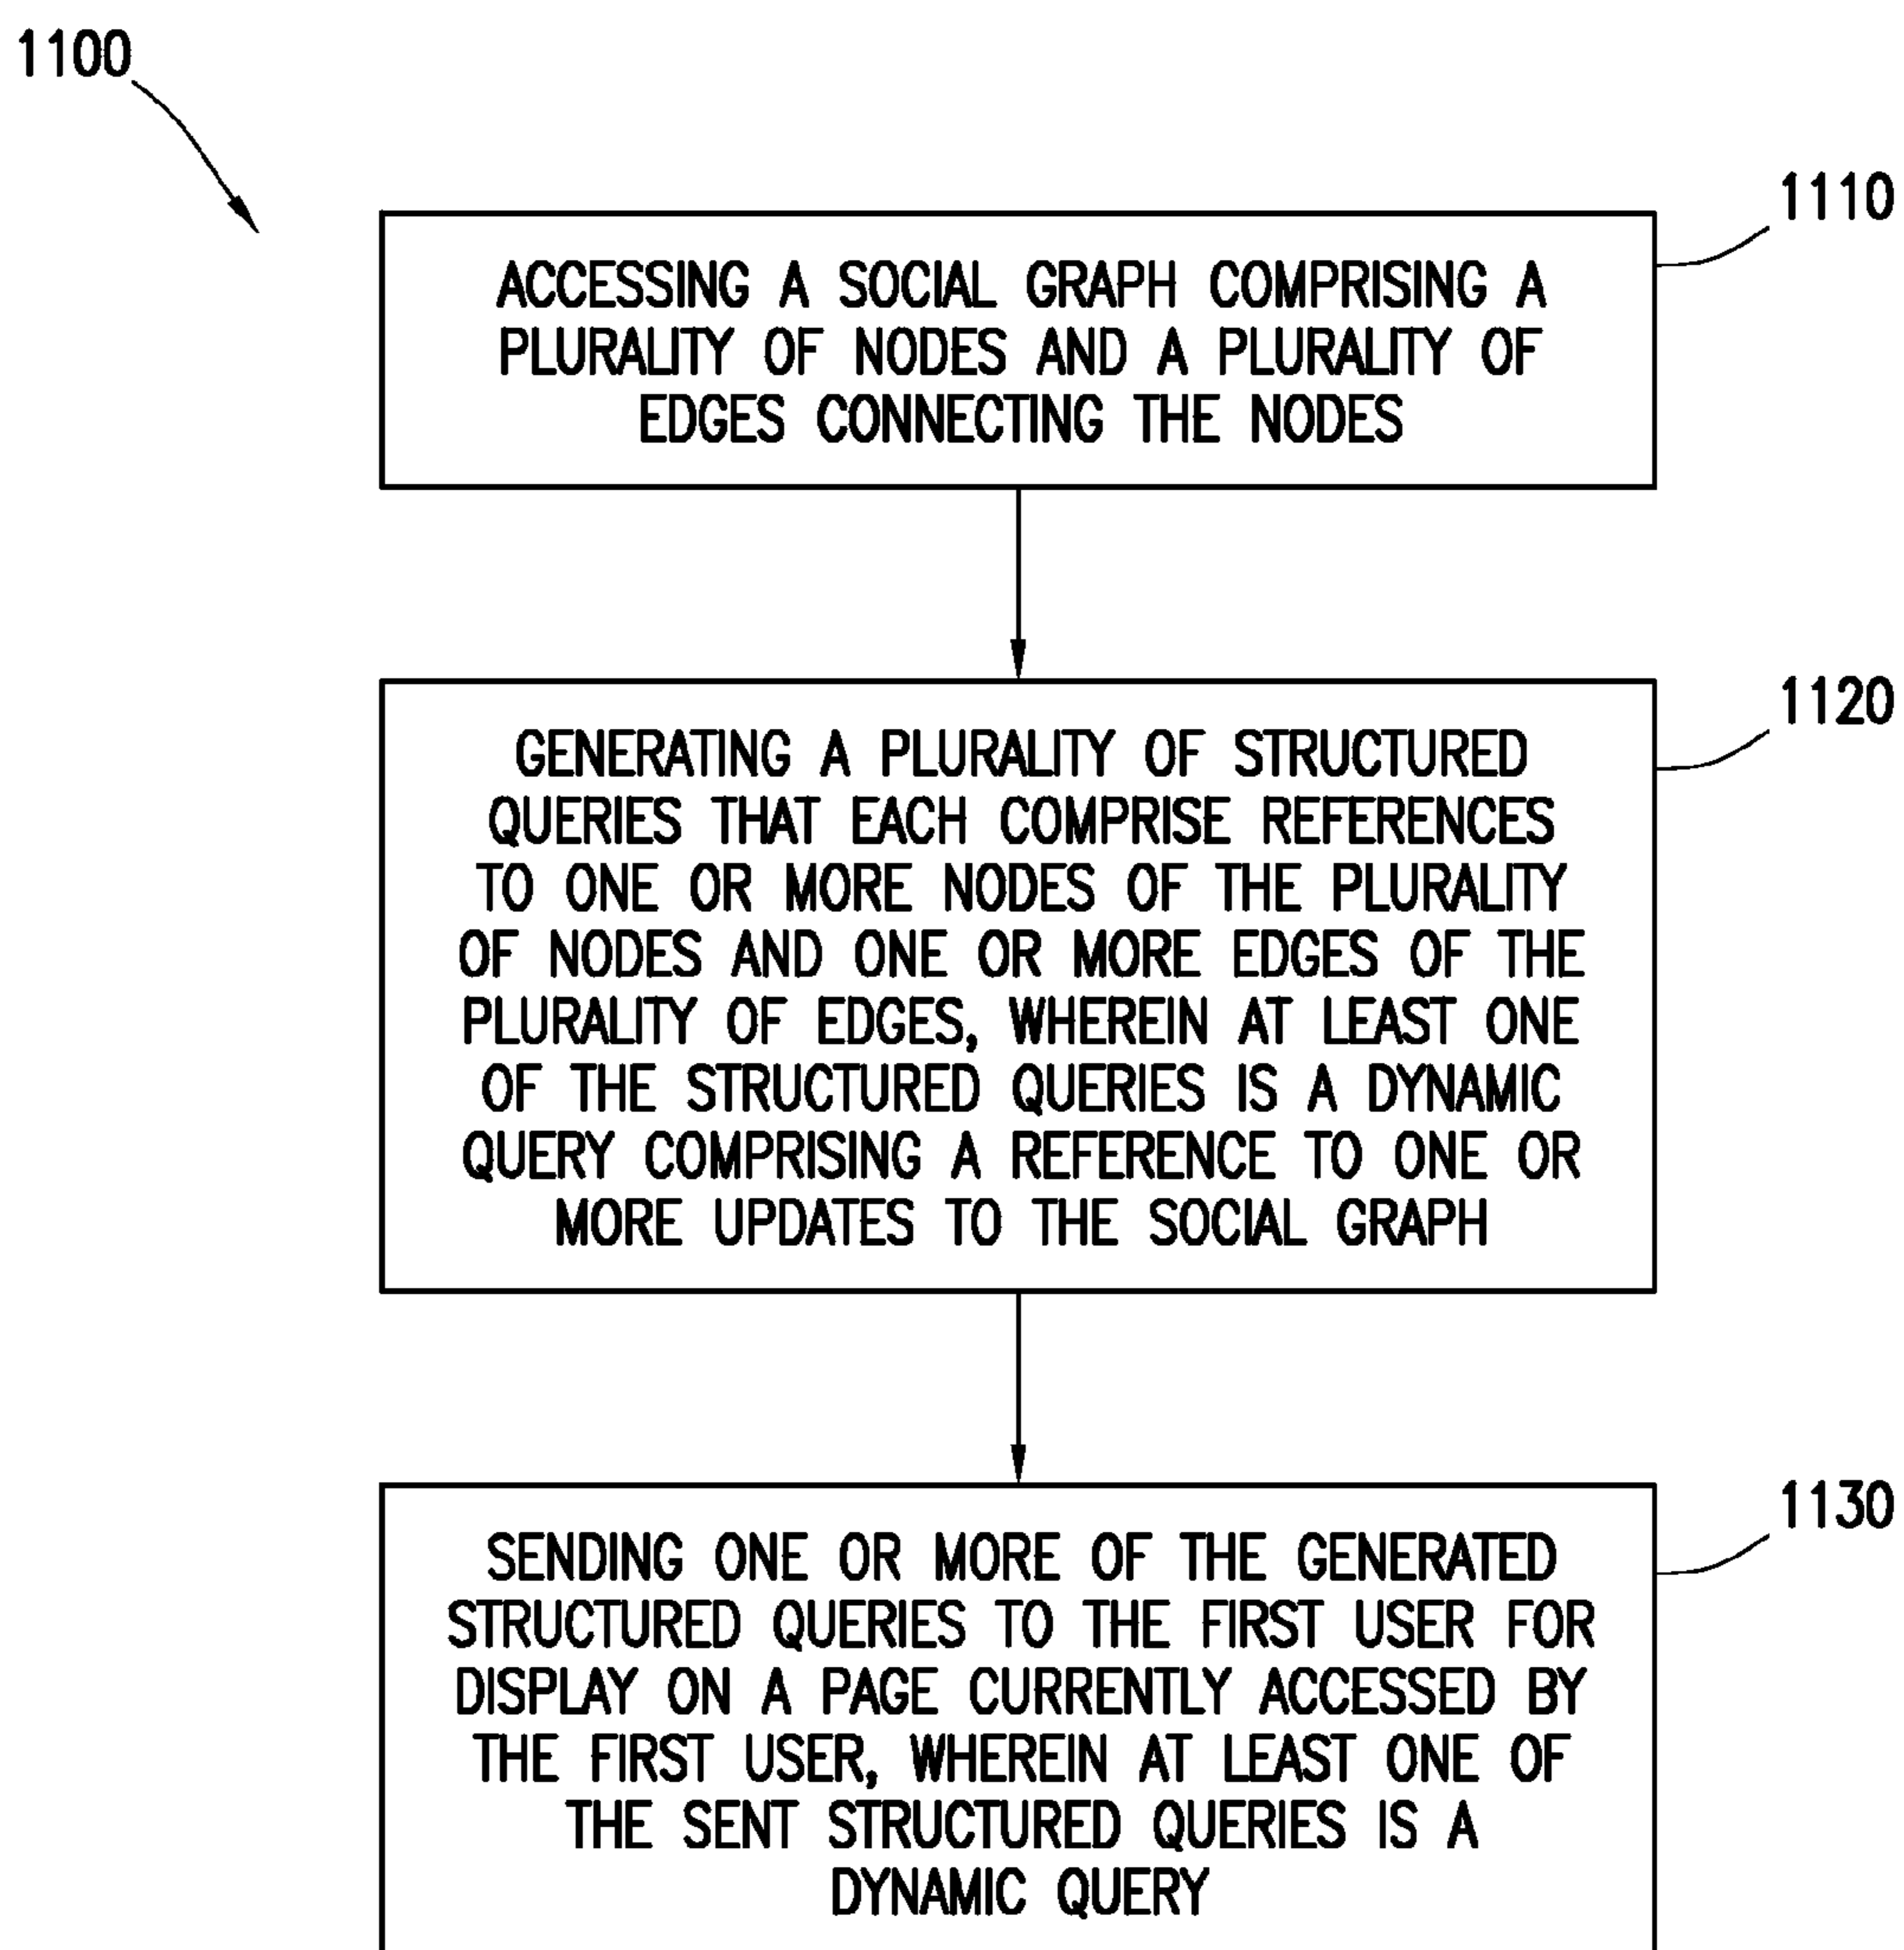 1100
1110
ACCESSING A SOCIAL GRAPH COMPRISING A
PLURALITY OF NODES AND A PLURALITY OF
EDGES CONNECTING THE NODES
1120
GENERATING A PLURALITY OF STRUCTURED
QUERIES THAT EACH COMPRISE REFERENCES
TO ONE OR MORE NODES OF THE PLURALITY
OF NODES AND ONE OR MORE EDGES OF THE
PLURALITY OF EDGES, WHEREIN AT LEAST ONE
OF THE STRUCTURED QUERIES IS A DYNAMIC
QUERY COMPRISING A REFERENCE TO ONE OR
MORE UPDATES TO THE SOCIAL GRAPH
1130
SENDING ONE OR MORE OF THE GENERATED
STRUCTURED QUERIES TO THE FIRST USER FOR
DISPLAY ON A PAGE CURRENTLY ACCESSED BY
THE FIRST USER, WHEREIN AT LEAST ONE OF
THE SENT STRUCTURED QUERIES IS A
DYNAMIC QUERY